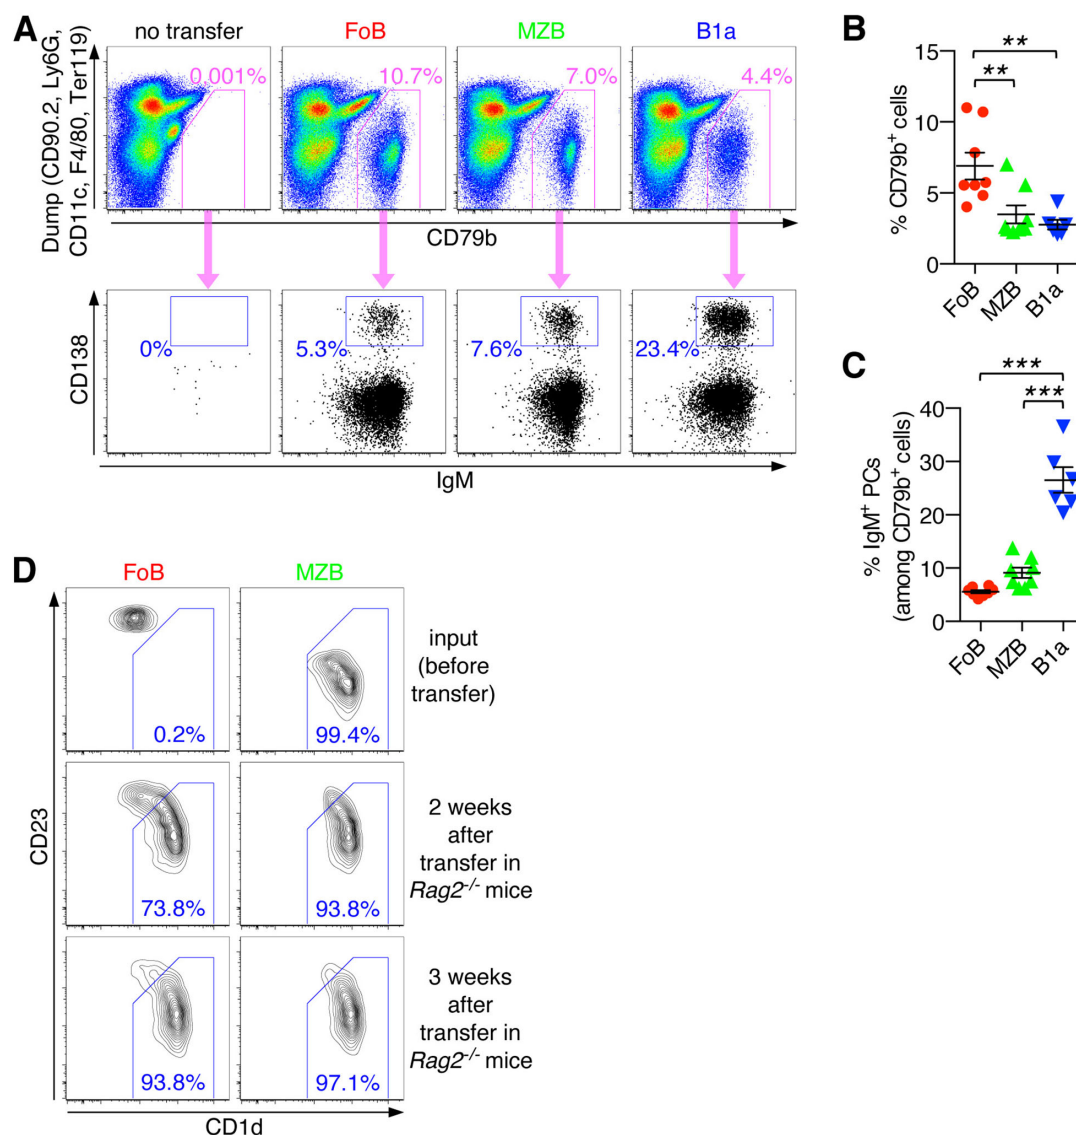 A
no transfer
FoB
MZB
B1a
Dump (CD90.2, Ly6G,
CD11c, F4/80, Ter119)
0.001%
10.7%
7.0%
4.4%
CD79b
CD138
0%
5.3%
7.6%
23.4%
IgM
B
% CD79b+ cells
15
10
5
0
**
**
FoB
MZB
B1a
C
% IgM+ PCs
(among CD79b+ cells)
40
30
20
10
0
***
***
FoB
MZB
B1a
D
FoB
MZB
CD23
0.2%
99.4%
input
(before
transfer)
73.8%
93.8%
2 weeks
after
transfer in
Rag2-/- mice
93.8%
97.1%
3 weeks
after
transfer in
Rag2-/- mice
CD1d